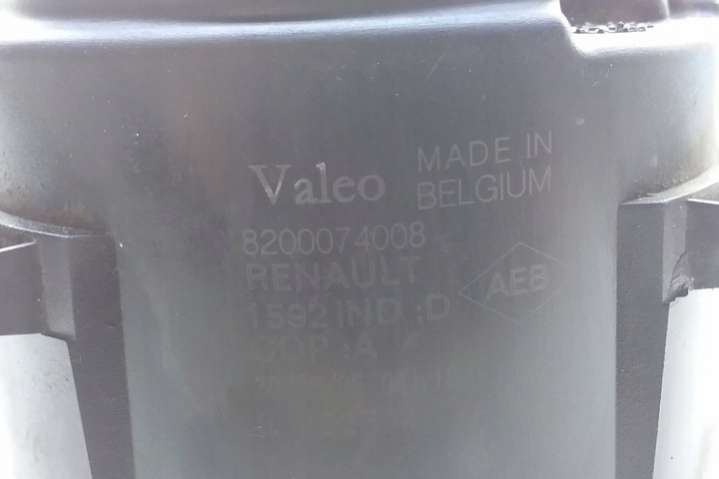 Valeo MADE IN
BELGIUM
8200074008
RENAULT
1592 IND :D
AEB